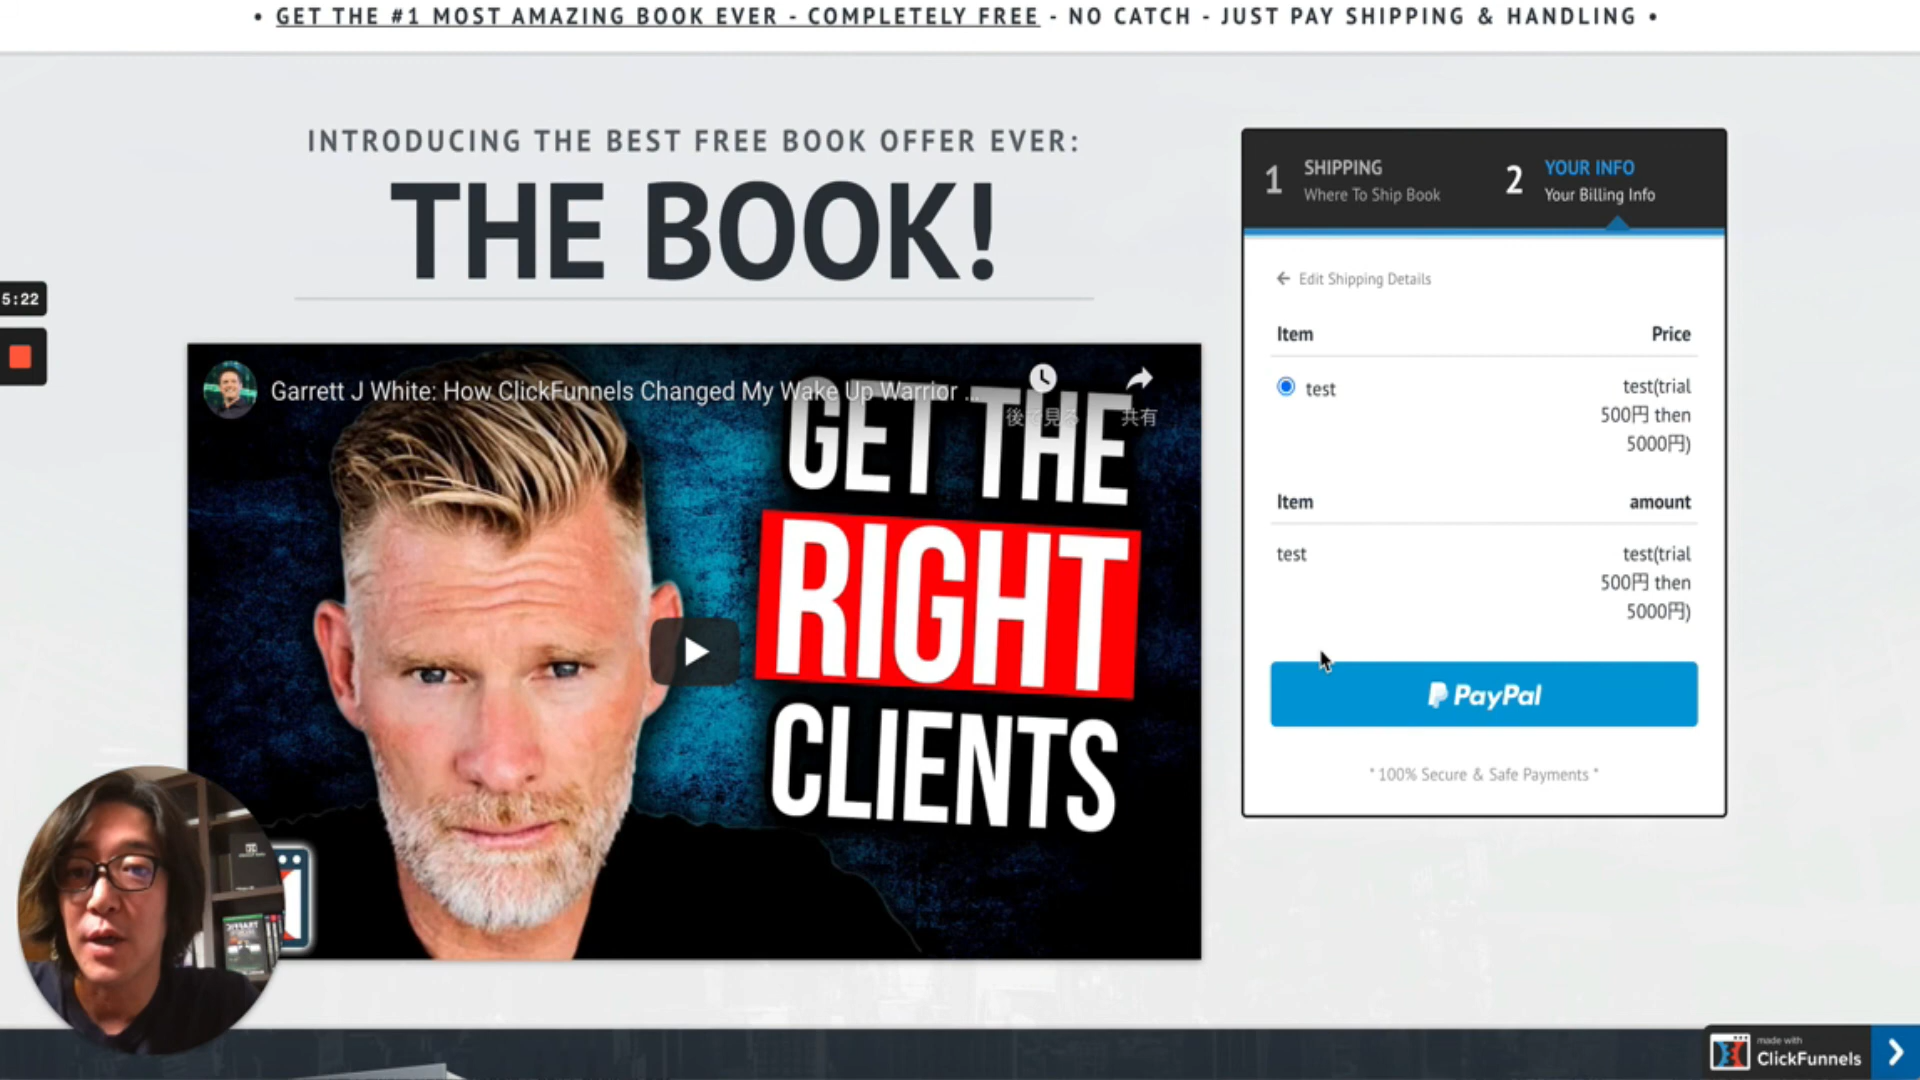 • GET THE #1 MOST AMAZING BOOK EVER - COMPLETELY FREE - NO CATCH - JUST PAY SHIPPING & HANDLING •
INTRODUCING THE BEST FREE BOOK OFFER EVER:
THE BOOK!
5:22
Garrett J White: How ClickFunnels Changed My Wake Up Warrior ...
後で見る
共有
GET THE
RIGHT
CLIENTS
1 SHIPPING
Where To Ship Book
2 YOUR INFO
Your Billing Info
Edit Shipping Details
Item Price
test test(trial
500円 then
5000円)
Item amount
test test(trial
500円 then
5000円)
PayPal
* 100% Secure & Safe Payments *
TRAFFIC
made with
ClickFunnels